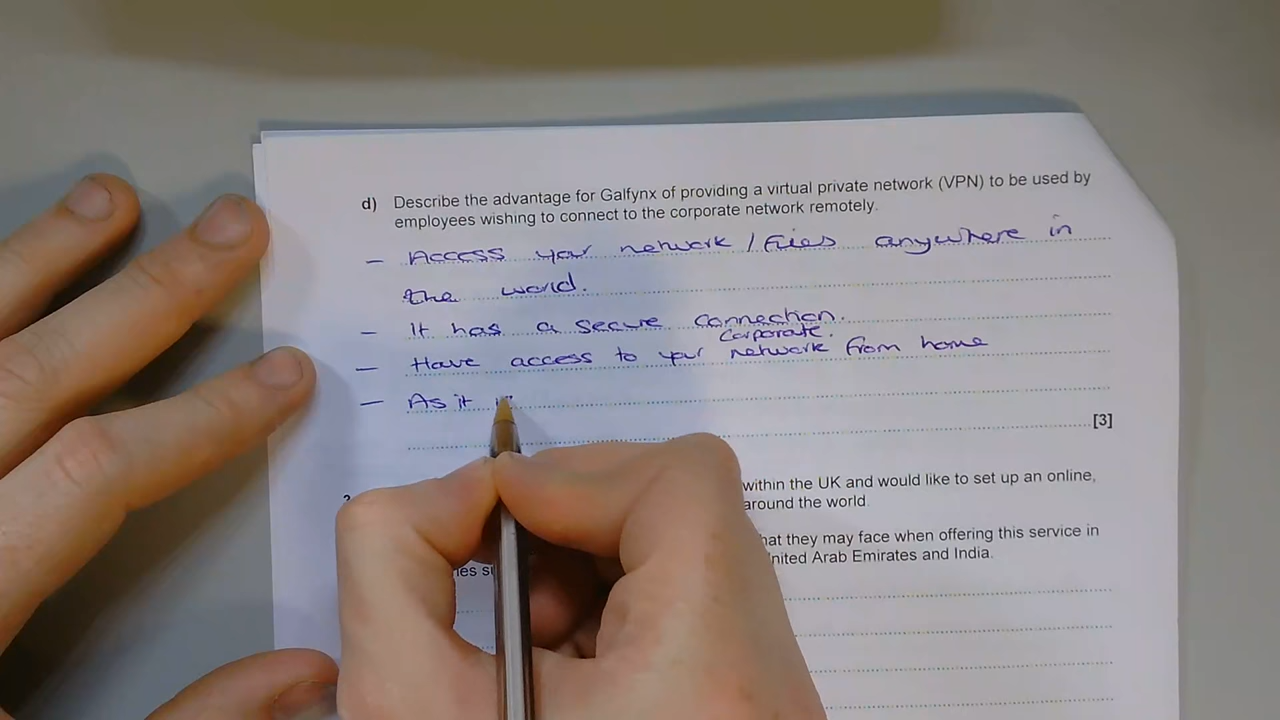 d) Describe the advantage for Galfynx of providing a virtual private network (VPN) to be used by
employees wishing to connect to the corporate network remotely.
- Access your network / Files anywhere in
the world.
- It has a secure connection.
corporate.
- Have access to your network from home
- As it
[3]
within the UK and would like to set up an online,
around the world
hat they may face when offering this service in
nited Arab Emirates and India.